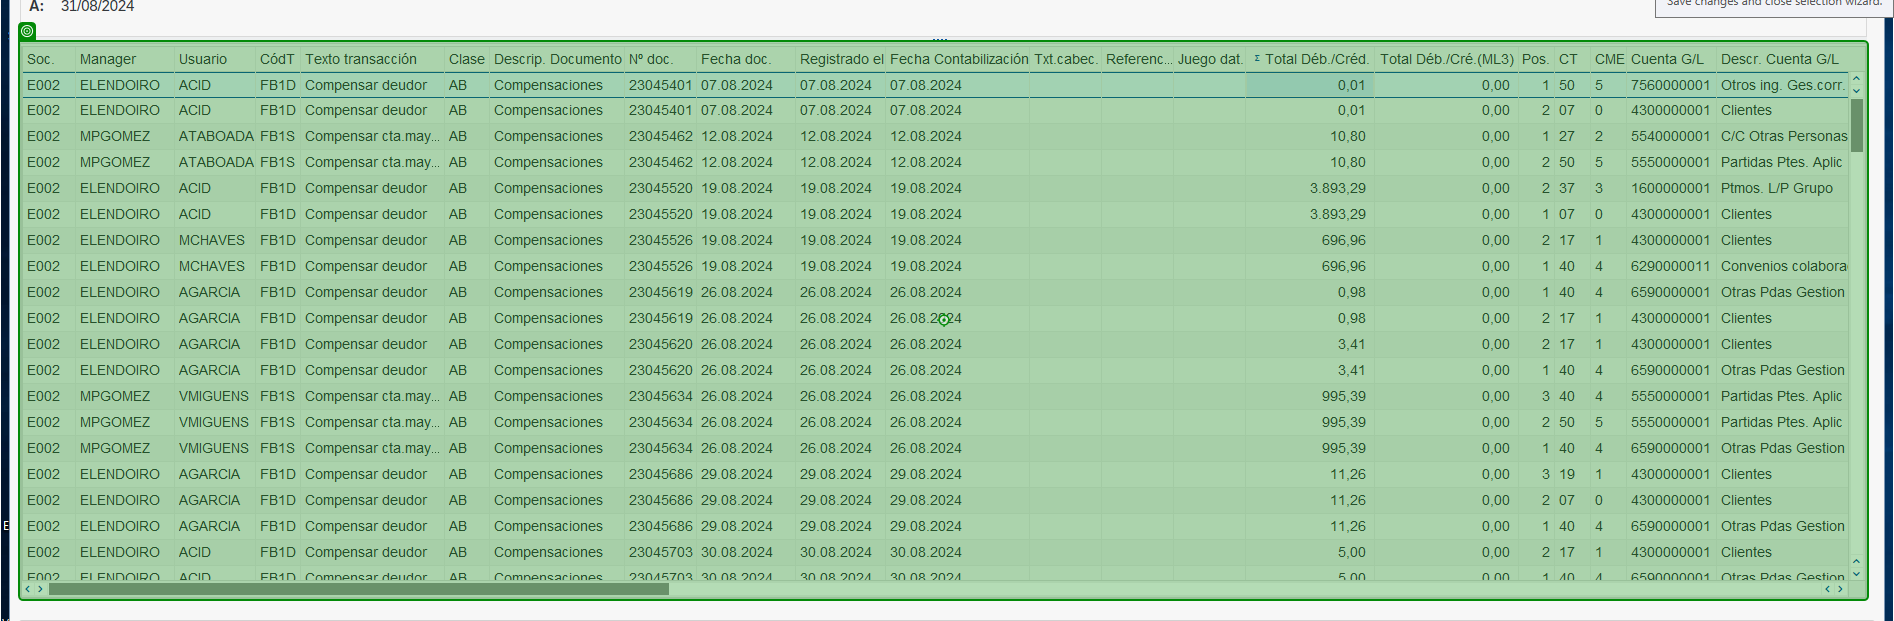 A: 31/08/2024
Save changes and close selection wizard.
Soc. Manager Usuario CódT Texto transacción Clase Descrip. Documento Nº doc. Fecha doc. Registrado el Fecha Contabilización Txt.cabec. Referenc... Juego dat. Σ Total Déb./Créd. Total Déb./Cré.(ML3) Pos. CT CME Cuenta G/L Descr. Cuenta G/L
E002 ELENDOIRO ACID FB1D Compensar deudor AB Compensaciones 23045401 07.08.2024 07.08.2024 07.08.2024 0,01 0,00 1 50 5 7560000001 Otros ing. Ges.corr.
E002 ELENDOIRO ACID FB1D Compensar deudor AB Compensaciones 23045401 07.08.2024 07.08.2024 07.08.2024 0,01 0,00 2 07 0 4300000001 Clientes
E002 MPGOMEZ ATABOADA FB1S Compensar cta.may... AB Compensaciones 23045462 12.08.2024 12.08.2024 12.08.2024 10,80 0,00 1 27 2 5540000001 C/C Otras Personas
E002 MPGOMEZ ATABOADA FB1S Compensar cta.may... AB Compensaciones 23045462 12.08.2024 12.08.2024 12.08.2024 10,80 0,00 2 50 5 5550000001 Partidas Ptes. Aplic
E002 ELENDOIRO ACID FB1D Compensar deudor AB Compensaciones 23045520 19.08.2024 19.08.2024 19.08.2024 3.893,29 0,00 2 37 3 1600000001 Ptmos. L/P Grupo
E002 ELENDOIRO ACID FB1D Compensar deudor AB Compensaciones 23045520 19.08.2024 19.08.2024 19.08.2024 3.893,29 0,00 1 07 0 4300000001 Clientes
E002 ELENDOIRO MCHAVES FB1D Compensar deudor AB Compensaciones 23045526 19.08.2024 19.08.2024 19.08.2024 696,96 0,00 2 17 1 4300000001 Clientes
E002 ELENDOIRO MCHAVES FB1D Compensar deudor AB Compensaciones 23045526 19.08.2024 19.08.2024 19.08.2024 696,96 0,00 1 40 4 6290000011 Convenios colabora
E002 ELENDOIRO AGARCIA FB1D Compensar deudor AB Compensaciones 23045619 26.08.2024 26.08.2024 26.08.2024 0,98 0,00 1 40 4 6590000001 Otras Pdas Gestion
E002 ELENDOIRO AGARCIA FB1D Compensar deudor AB Compensaciones 23045619 26.08.2024 26.08.2024 26.08.2024 0,98 0,00 2 17 1 4300000001 Clientes
E002 ELENDOIRO AGARCIA FB1D Compensar deudor AB Compensaciones 23045620 26.08.2024 26.08.2024 26.08.2024 3,41 0,00 2 17 1 4300000001 Clientes
E002 ELENDOIRO AGARCIA FB1D Compensar deudor AB Compensaciones 23045620 26.08.2024 26.08.2024 26.08.2024 3,41 0,00 1 40 4 6590000001 Otras Pdas Gestion
E002 MPGOMEZ VMIGUENS FB1S Compensar cta.may... AB Compensaciones 23045634 26.08.2024 26.08.2024 26.08.2024 995,39 0,00 3 40 4 5550000001 Partidas Ptes. Aplic
E002 MPGOMEZ VMIGUENS FB1S Compensar cta.may... AB Compensaciones 23045634 26.08.2024 26.08.2024 26.08.2024 995,39 0,00 2 50 5 5550000001 Partidas Ptes. Aplic
E002 MPGOMEZ VMIGUENS FB1S Compensar cta.may... AB Compensaciones 23045634 26.08.2024 26.08.2024 26.08.2024 995,39 0,00 1 40 4 6590000001 Otras Pdas Gestion
E002 ELENDOIRO AGARCIA FB1D Compensar deudor AB Compensaciones 23045686 29.08.2024 29.08.2024 29.08.2024 11,26 0,00 3 19 1 4300000001 Clientes
E002 ELENDOIRO AGARCIA FB1D Compensar deudor AB Compensaciones 23045686 29.08.2024 29.08.2024 29.08.2024 11,26 0,00 2 07 0 4300000001 Clientes
E002 ELENDOIRO AGARCIA FB1D Compensar deudor AB Compensaciones 23045686 29.08.2024 29.08.2024 29.08.2024 11,26 0,00 1 40 4 6590000001 Otras Pdas Gestion
E002 ELENDOIRO ACID FB1D Compensar deudor AB Compensaciones 23045703 30.08.2024 30.08.2024 30.08.2024 5,00 0,00 2 17 1 4300000001 Clientes
E002 ELENDOIRO ACID FB1D Compensar deudor AB Compensaciones 23045703 30.08.2024 30.08.2024 30.08.2024 5,00 0,00 1 40 4 6590000001 Otras Pdas Gestion